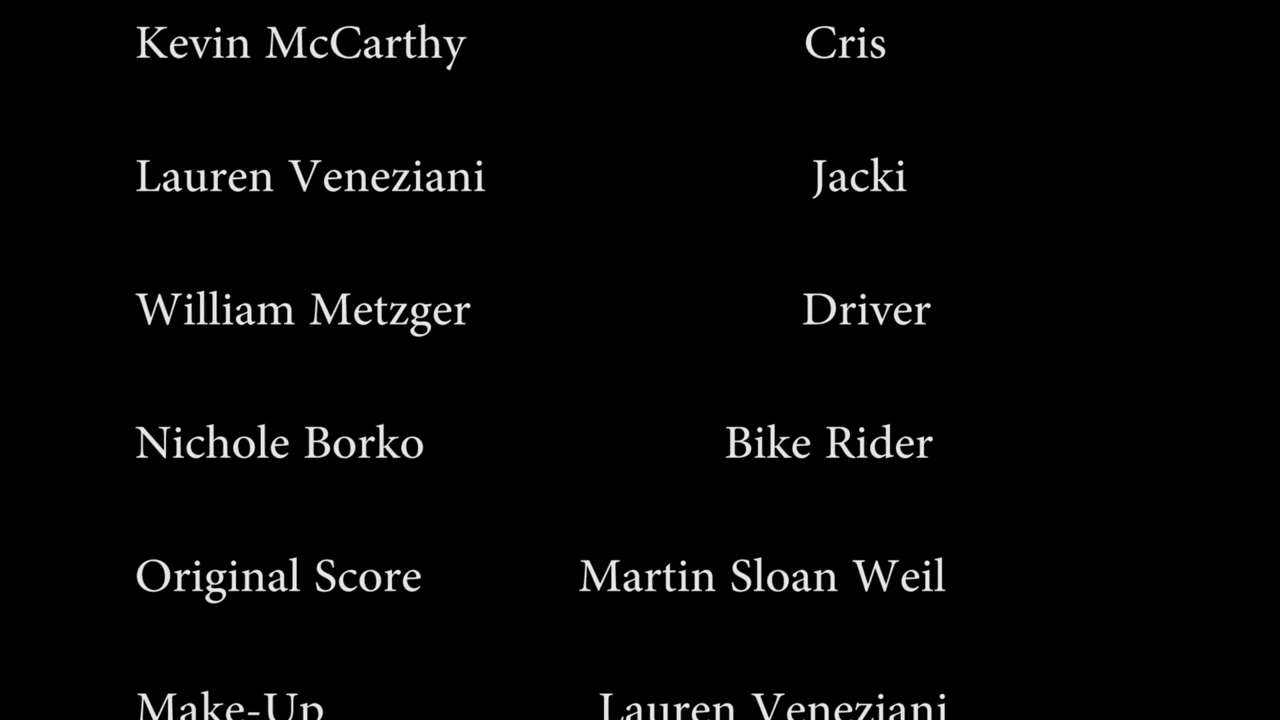 Kevin McCarthy Cris
Lauren Veneziani Jacki
William Metzger Driver
Nichole Borko Bike Rider
Original Score Martin Sloan Weil
Make-Up Lauren Veneziani